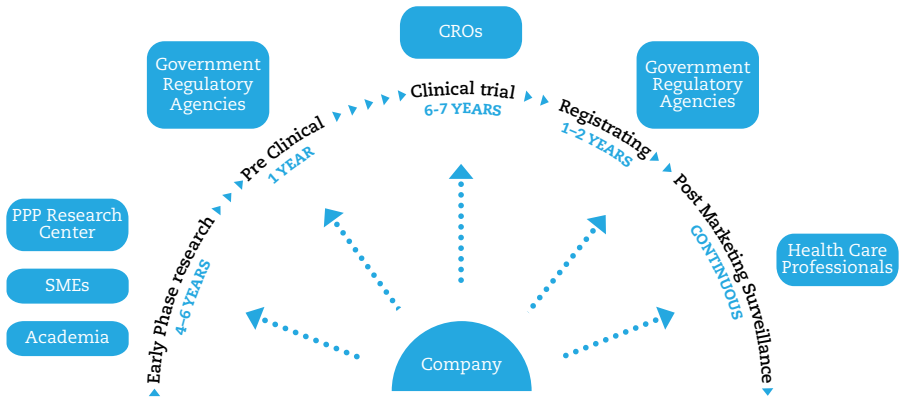 CROs
Government
Regulatory
Agencies
Government
Regulatory
Agencies
Clinical trial
6-7 YEARS
Pre Clinical
1 YEAR
Registrating
1–2 YEARS
Post Marketing Surveillance
CONTINUOUS
Early Phase research
4–6 YEARS
PPP Research
Center
SMEs
Academia
Health Care
Professionals
Company